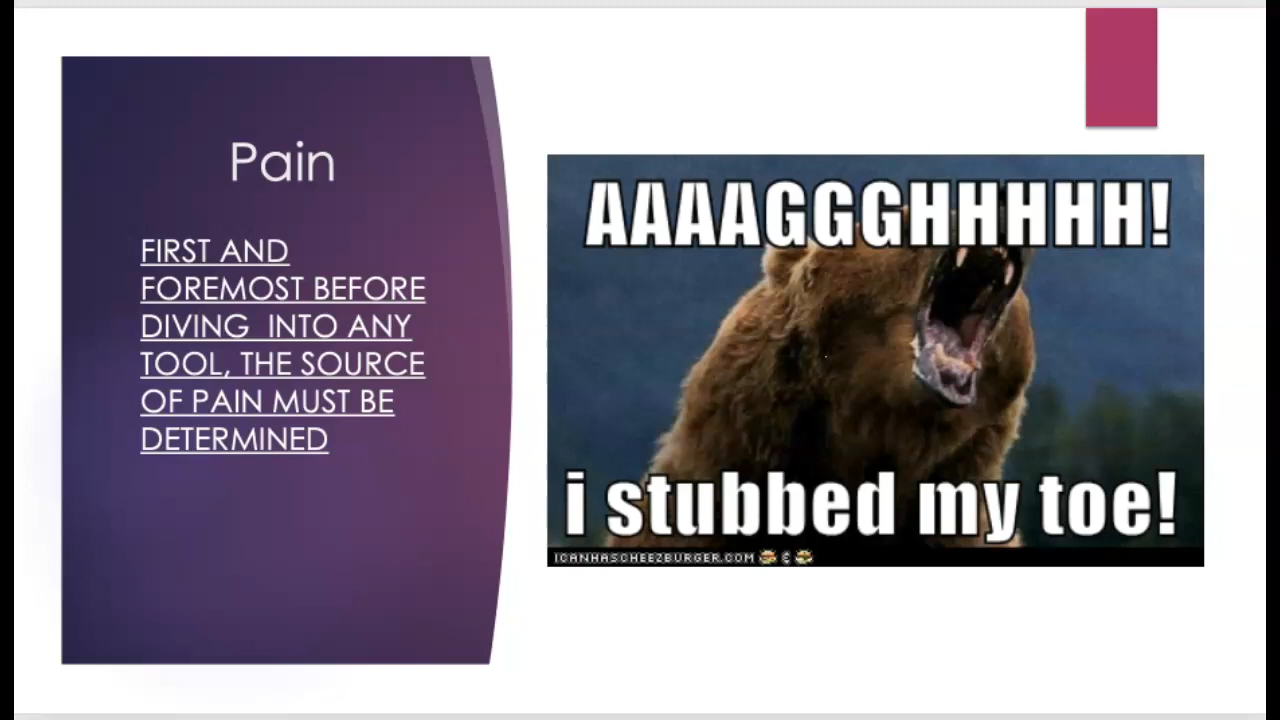 Pain
FIRST AND
FOREMOST BEFORE
DIVING  INTO ANY
TOOL, THE SOURCE
OF PAIN MUST BE
DETERMINED
AAAAGGGHHHHH!
i stubbed my toe!
ICANHASCHEEZBURGER.COM